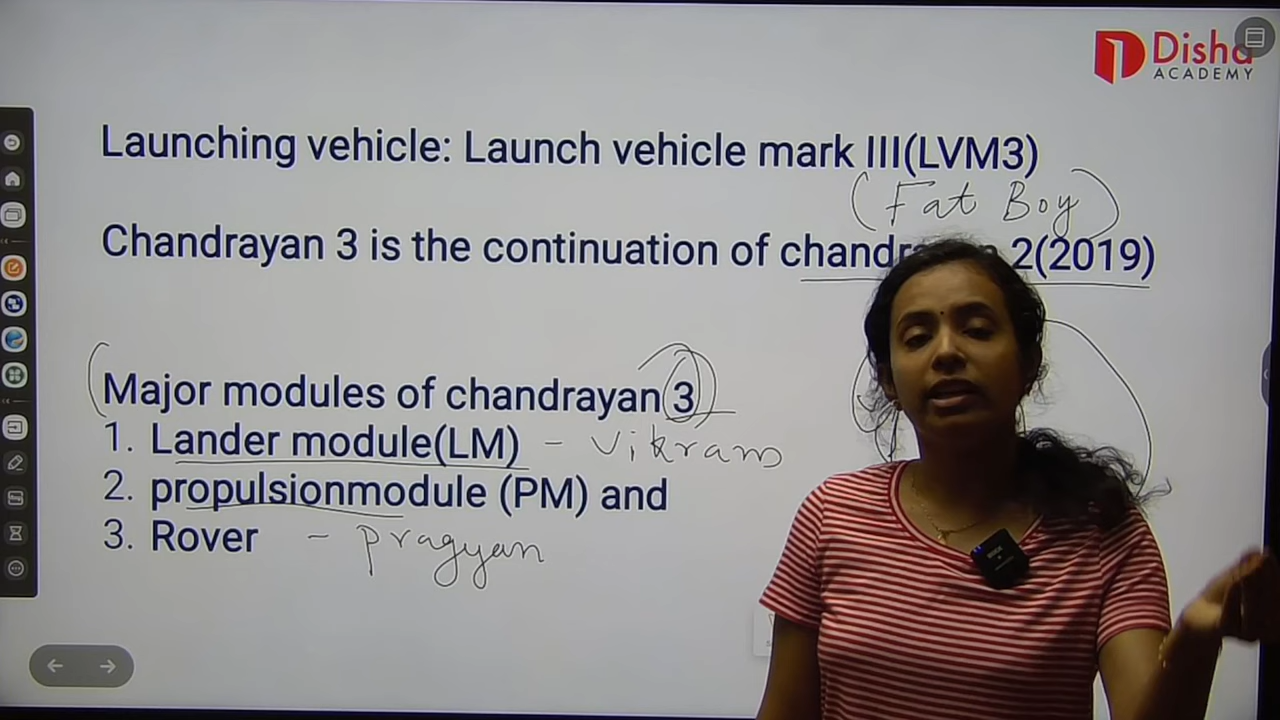 Disha
ACADEMY
Launching vehicle: Launch vehicle mark III(LVM3)
(Fat Boy)
Chandrayan 3 is the continuation of chandra 2(2019)
(Major modules of chandrayan 3)
1. Lander module(LM) - Vikram
2. propulsionmodule (PM) and
3. Rover - Pragyan